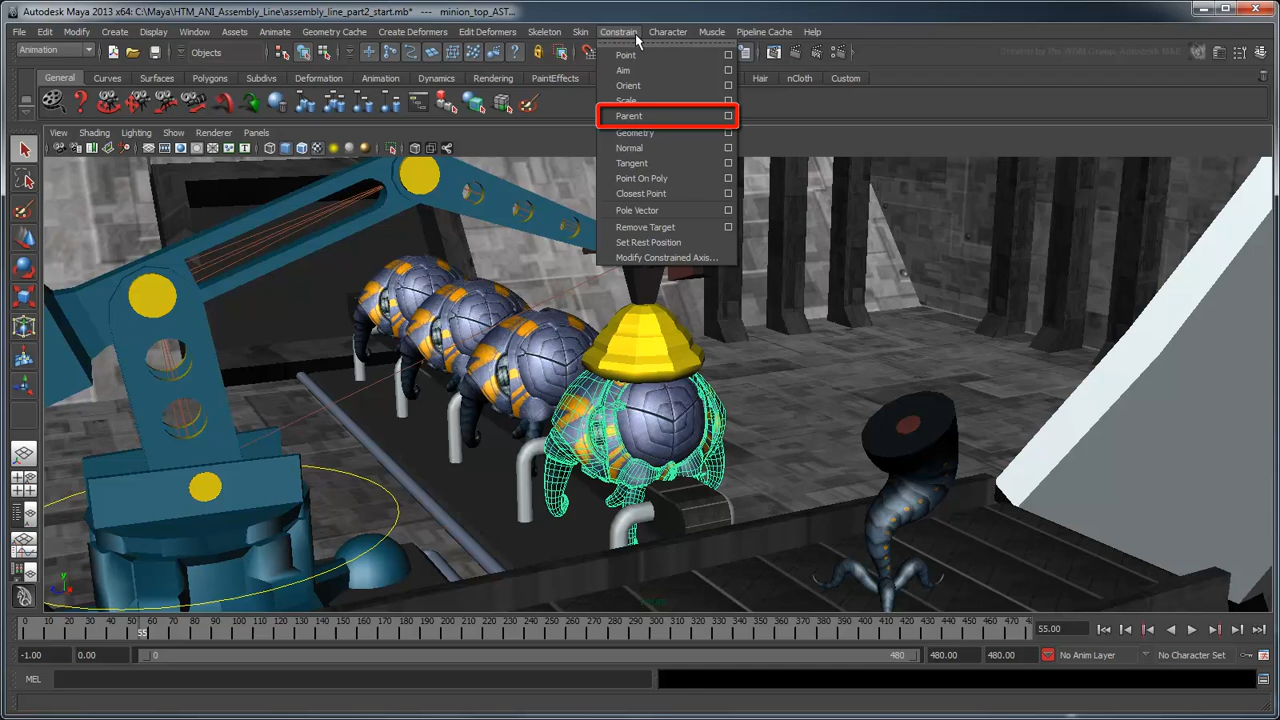 Autodesk Maya 2013 x64: C:\Maya\HTM_ANI_Assembly_Line\assembly_line_part2_start.mb* --- minion_top_AST...
File Edit Modify Create Display Window Assets Animate Geometry Cache Create Deformers Edit Deformers Skeleton Skin Constrain Character Muscle Pipeline Cache Help
Animation Objects
General Curves Surfaces Polygons Subdivs Deformation Animation Dynamics Rendering PaintEffects Hair nCloth Custom
Point
Aim
Orient
Scale
Parent
Geometry
Normal
Tangent
Point On Poly
Closest Point
Pole Vector
Remove Target
Set Rest Position
Modify Constrained Axis...
View Shading Lighting Show Renderer Panels
y
0 10 20 30 40 50 60 70 80 90 100 110 120 130 140 150 160 170 180 190 200 210 220 230 240 250 260 270 280 290 300 310 320 330 340 350 360 370 380 390 400 410 420 430 440 450 460 470 480
55
55.00
-1.00 0.00 0 480 480.00 480.00 No Anim Layer No Character Set
MEL